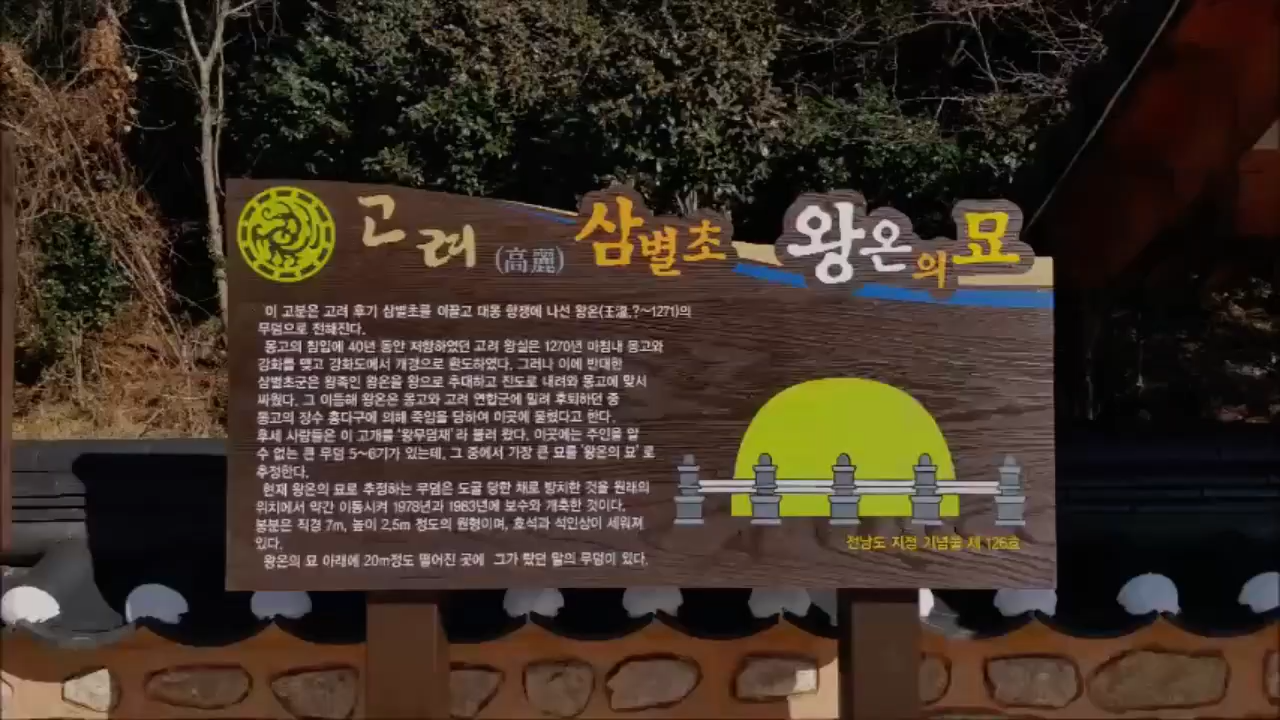 고려 (高麗) 삼별초 왕온의 묘
이 고분은 고려 후기 삼별초를 이끌고 대몽 항쟁에 나선 왕온(王溫,?~1271)의
무덤으로 전해진다.
몽고의 침입에 40년 동안 저항하였던 고려 왕실은 1270년 마침내 몽고와
강화를 맺고 강화도에서 개경으로 환도하였다. 그러나 이에 반대한
삼별초군은 왕족인 왕온을 왕으로 추대하고 진도로 내려와 몽고에 맞서
싸웠다. 그 이듬해 왕온은 몽고와 고려 연합군에 밀려 후퇴하던 중
몽고의 장수 홍다구에 의해 죽임을 당하여 이곳에 묻혔다고 한다.
후세 사람들은 이 고개를 '왕무덤재' 라 불러 왔다. 이곳에는 주인을 알
수 없는 큰 무덤 5~6기가 있는데, 그 중에서 가장 큰 묘를 '왕온의 묘' 로
추정한다.
현재 왕온의 묘로 추정하는 무덤은 도굴 당한 채로 방치한 것을 원래의
위치에서 약간 이동시켜 1978년과 1983년에 보수와 개축한 것이다.
봉분은 직경 7m, 높이 2.5m 정도의 원형이며, 호석과 석인상이 세워져
있다.
왕온의 묘 아래에 20m정도 떨어진 곳에 그가 탔던 말의 무덤이 있다.
전남도 지정 기념물 제 126호